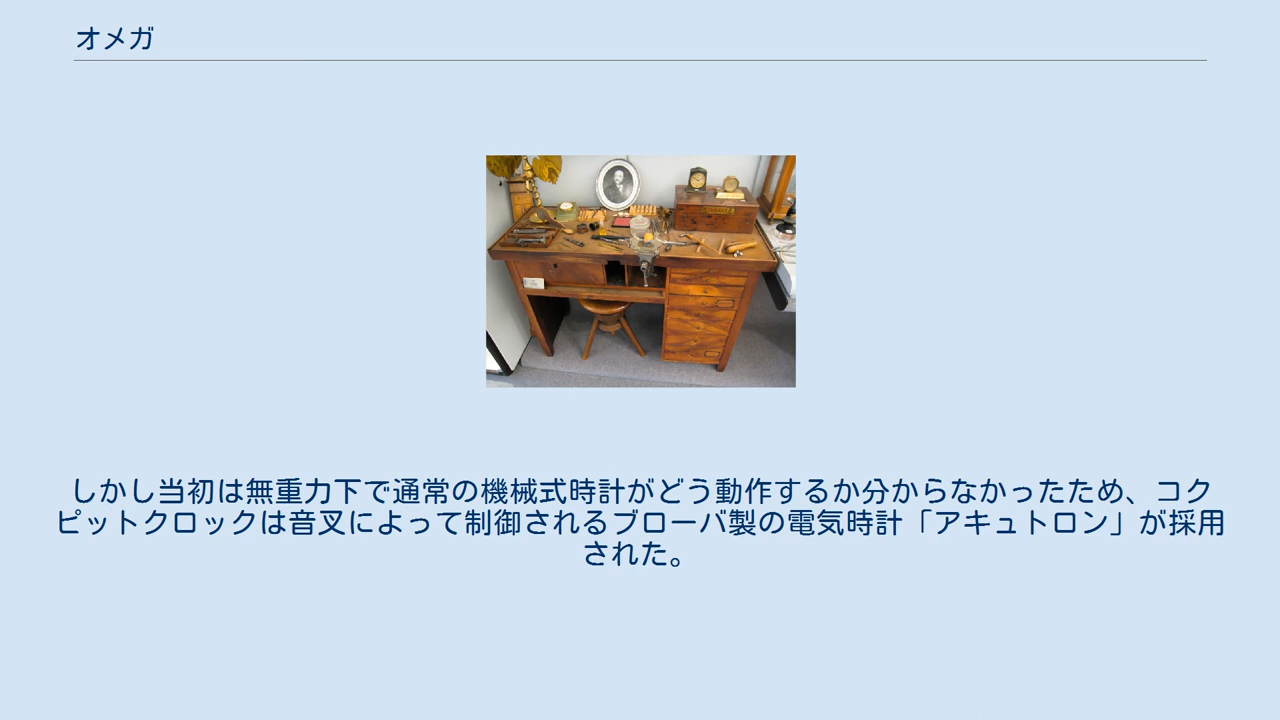 オメガ
しかし当初は無重力下で通常の機械式時計がどう動作するか分からなかったため、コク
ピットクロックは音叉によって制御されるブローバ製の電気時計「アキュトロン」が採用
された。